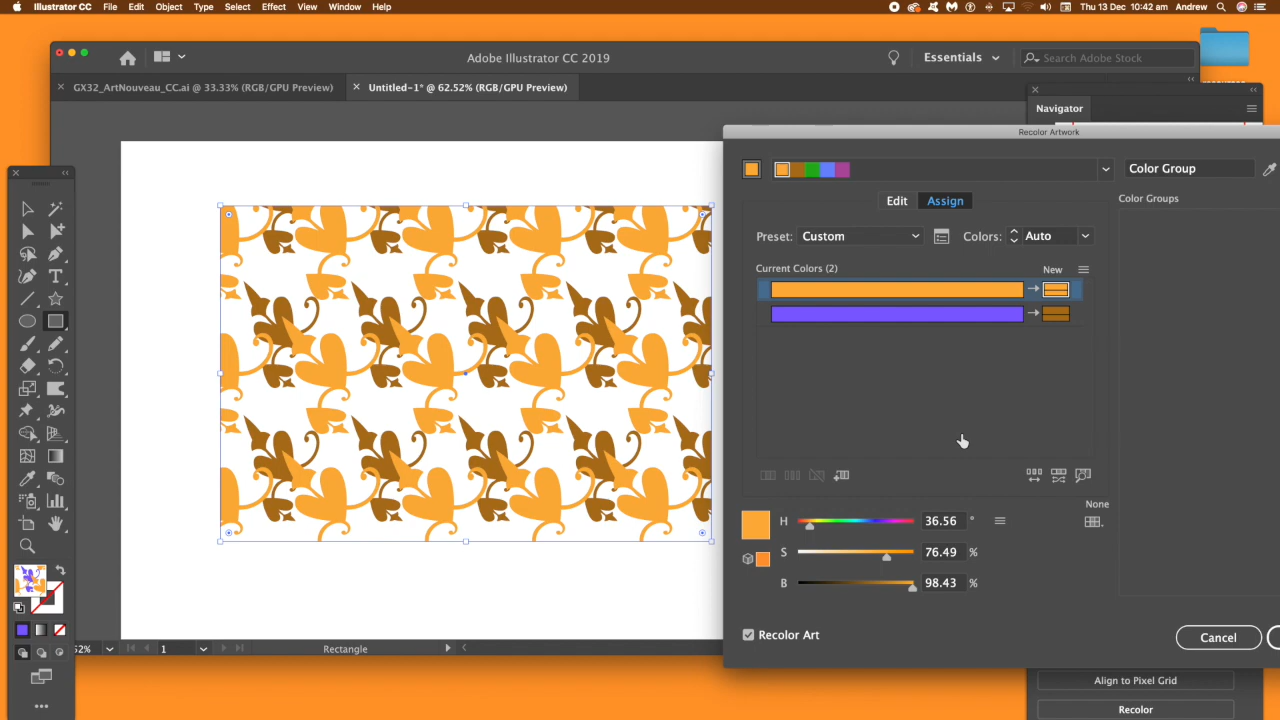 Illustrator CC File Edit Object Type Select Effect View Window Help Thu 13 Dec 10:42 am Andrew
Adobe Illustrator CC 2019 Essentials Search Adobe Stock
GX32_ArtNouveau_CC.ai @ 33.33% (RGB/GPU Preview) Untitled-1* @ 62.52% (RGB/GPU Preview)
Navigator
Recolor Artwork
Color Group
Edit Assign
Color Groups
Preset: Custom Colors: Auto
Current Colors (2) New
None
H 36.56 °
S 76.49 %
B 98.43 %
Recolor Art
Cancel
52% 1 Rectangle
Align to Pixel Grid
Recolor